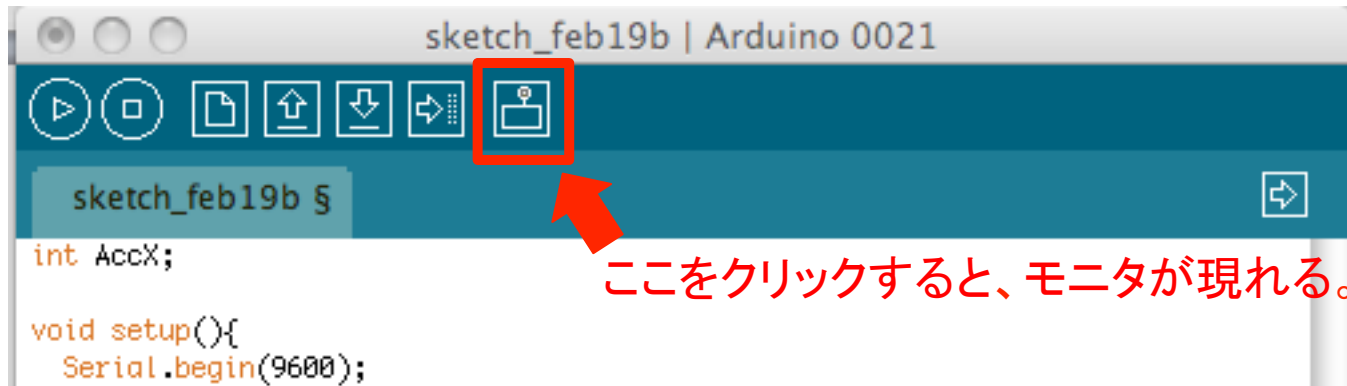 sketch_feb19b | Arduino 0021
sketch_feb19b §
int AccX;
ここをクリックすると、モニタが現れる。
void setup(){
Serial.begin(9600);